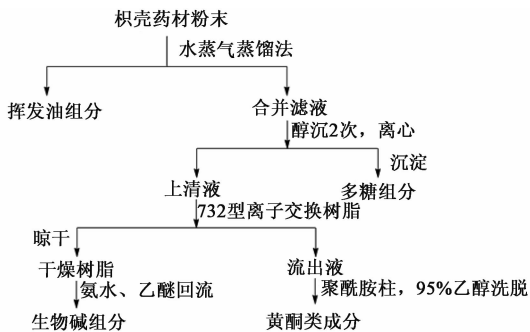 枳壳药材粉末
水蒸气蒸馏法
挥发油组分
合并滤液
醇沉2次，离心
沉淀
上清液
多糖组分
732型离子交换树脂
晾干
干燥树脂
流出液
氨水、乙醚回流
聚酰胺柱，95%乙醇洗脱
生物碱组分
黄酮类成分